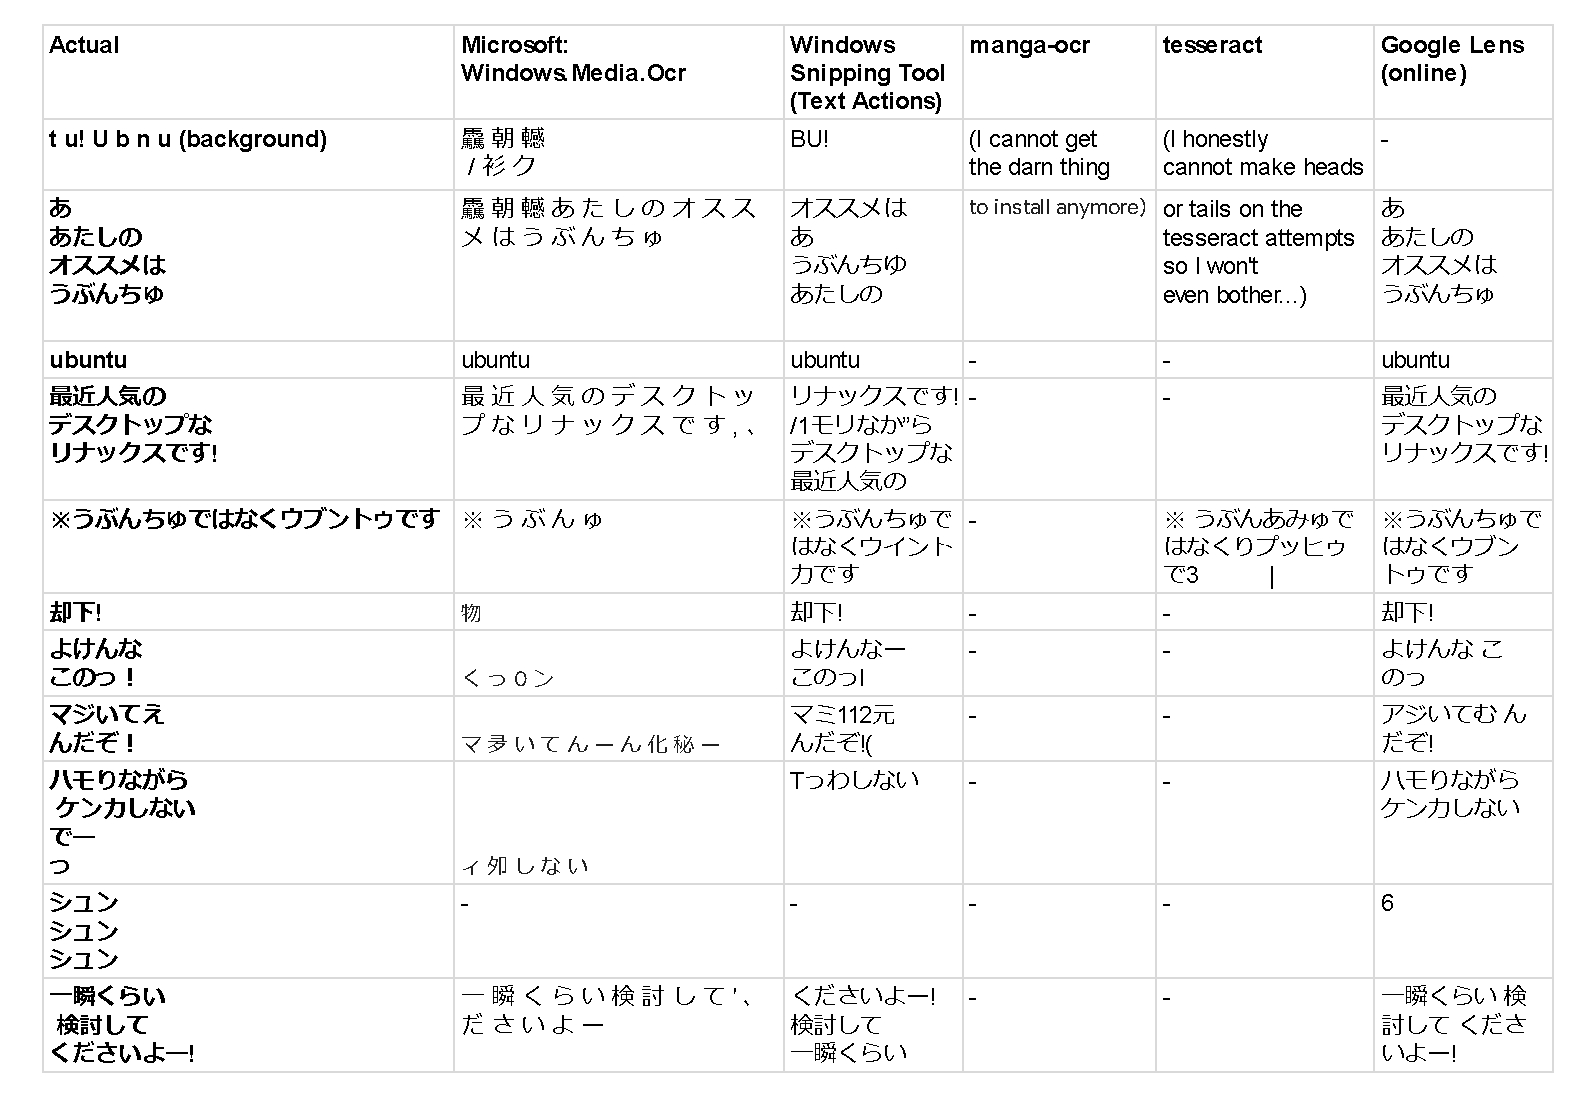 Actual
Microsoft:
Windows.Media.Ocr
Windows
Snipping Tool
(Text Actions)
manga-ocr
tesseract
Google Lens
(online)
t u! U b n u (background)
靐 朝 轗
/ 衫 ク
BU!
(I cannot get
the darn thing
(I honestly
cannot make heads
-
あ
あたしの
オススメは
うぶんちゅ
靐 朝 轗 あ た し の オ ス ス
メ は う ぶ ん ち ゅ
オススメは
あ
うぶんちゆ
あたしの
to install anymore)
or tails on the
tesseract attempts
so I won't
even bother...)
あ
あたしの
オススメは
うぶんちゅ
ubuntu
ubuntu
ubuntu
-
-
ubuntu
最近人気の
デスクトップな
リナックスです!
最 近 人 気 の デ ス ク ト ッ
プ な リ ナ ッ ク ス で す , 、
リナックスです!
/1モリなが”ら
デスクトップな
最近人気の
-
-
最近人気の
デスクトップな
リナックスです!
※うぶんちゅではなくウブントゥです
※ う ぶ ん ゅ
※うぶんちゅで
はなくウイント
力です
-
※ うぶんあみゅで
はなくりプッヒゥ
で3 |
※うぶんちゅで
はなくウブン
トゥです
却下!
物
却下!
-
-
却下!
よけんな
このっ！
く っ 0 ン
よけんなー
このっl
-
-
よけんな こ
のっ
マジいてえ
んだぞ！
マ 夛 い て ん ー ん 化 秘 ー
マミ112元
んだぞ!(
-
-
アジいてむ ん
だぞ!
ハモりながら
ケンカしない
でー
っ
ィ 夘 し な い
Tっわしない
-
-
ハモりながら
ケンカしない
シユン
シユン
シユン
-
-
-
-
6
一瞬くらい
検討して
くださいよー!
一 瞬 く ら い 検 討 し て ' 、
だ さ い よ ー
くださいよー!
検討して
一瞬くらい
-
-
一瞬くらい 検
討して くださ
いよー!